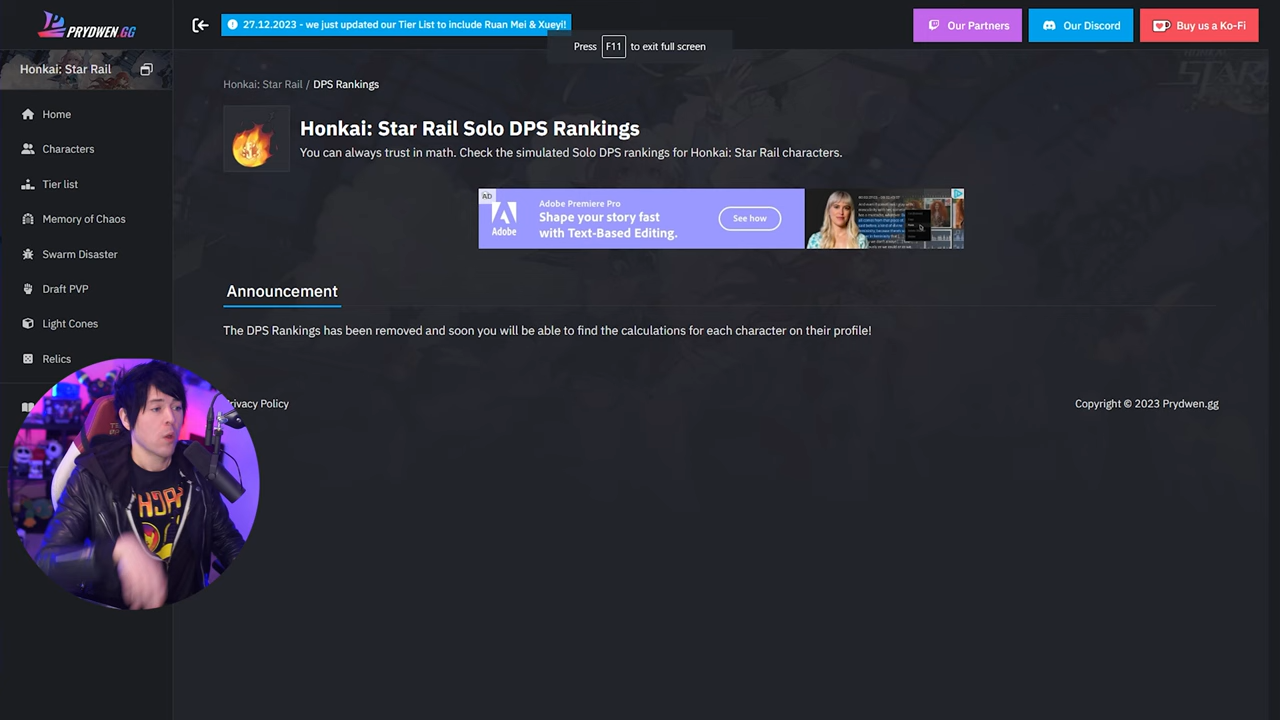 PRYDWEN.GG
27.12.2023 - we just updated our Tier List to include Ruan Mei & Xueyi!
Our Partners
Our Discord
Buy us a Ko-Fi
Press F11 to exit full screen
Honkai: Star Rail
Honkai: Star Rail / DPS Rankings
Home
Characters
Tier list
Memory of Chaos
Swarm Disaster
Draft PVP
Light Cones
Relics
Honkai: Star Rail Solo DPS Rankings
You can always trust in math. Check the simulated Solo DPS rankings for Honkai: Star Rail characters.
AD
Adobe
Adobe Premiere Pro
Shape your story fast
with Text-Based Editing.
See how
Announcement
The DPS Rankings has been removed and soon you will be able to find the calculations for each character on their profile!
Policy
Copyright © 2023 Prydwen.gg
STAR